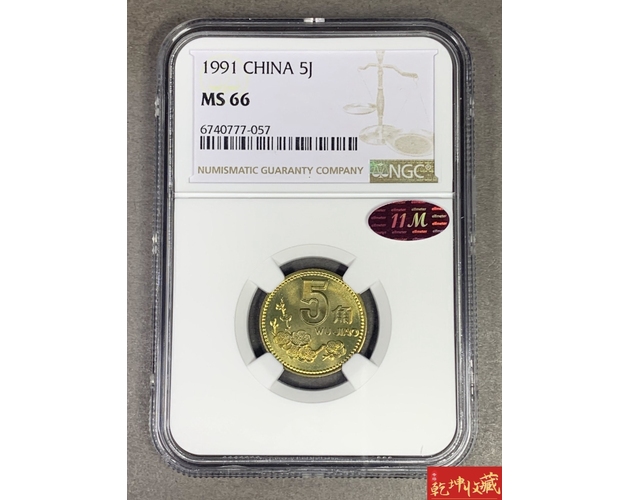 1991 CHINA 5J
MS 66
6740777-057
NUMISMATIC GUARANTY COMPANY
NGC
11M
5角
WU JIAO
乾坤收藏